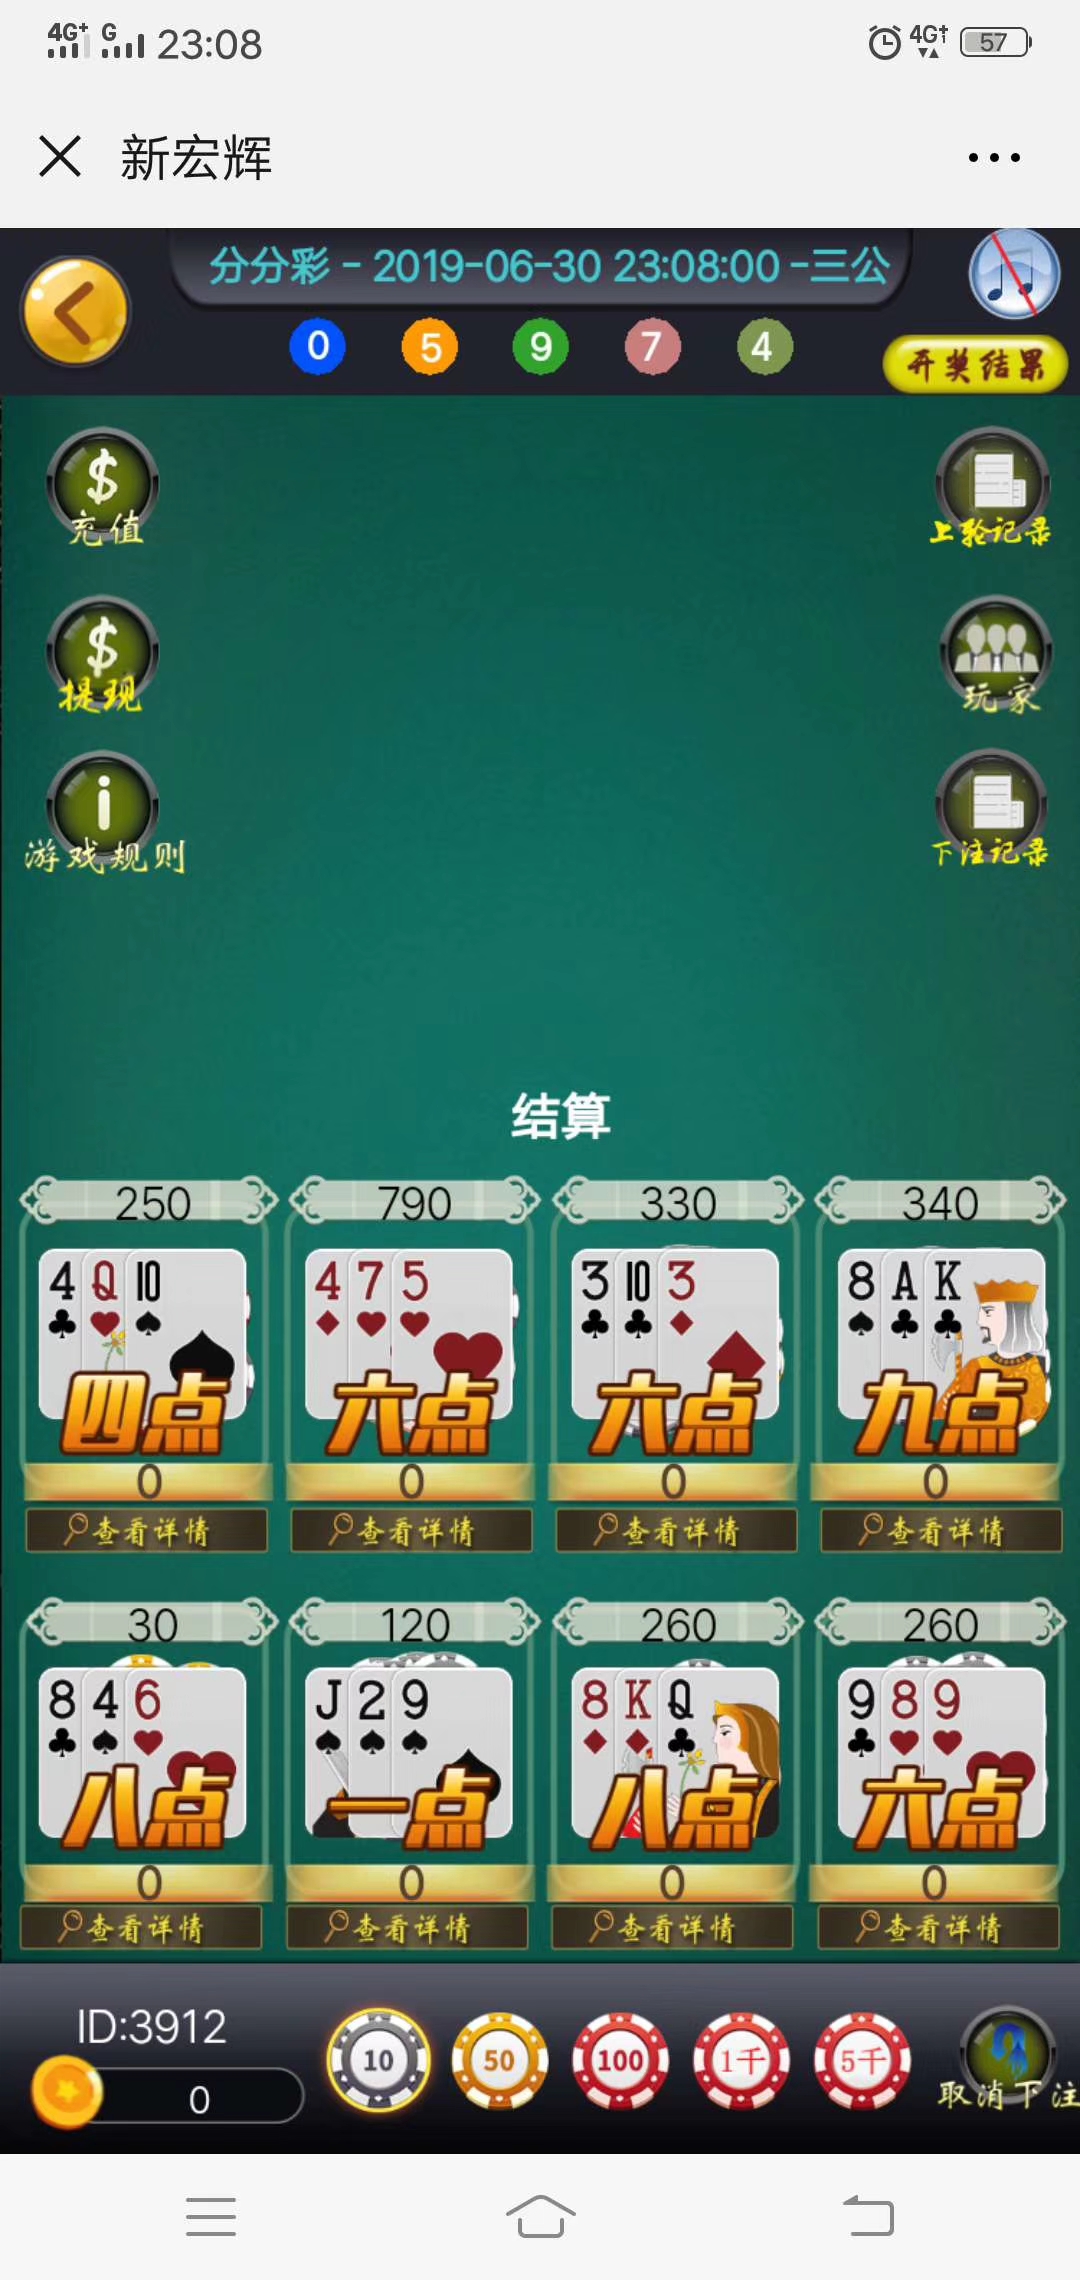 4G+ G 23:08 4G+ 57
新宏辉
分分彩 - 2019-06-30 23:08:00 -三公
0 5 9 7 4
开奖结果
充值
上轮记录
提现
玩家
游戏规则
下注记录
结算
250 790 330 340
4 Q 10 4 7 5 3 10 3 8 A K
四点 六点 六点 九点
0 0 0 0
查看详情 查看详情 查看详情 查看详情
30 120 260 260
8 4 6 J 2 9 8 K Q 9 8 9
八点 一点 八点 六点
0 0 0 0
查看详情 查看详情 查看详情 查看详情
ID:3912
0
10 50 100 1千 5千
取消下注